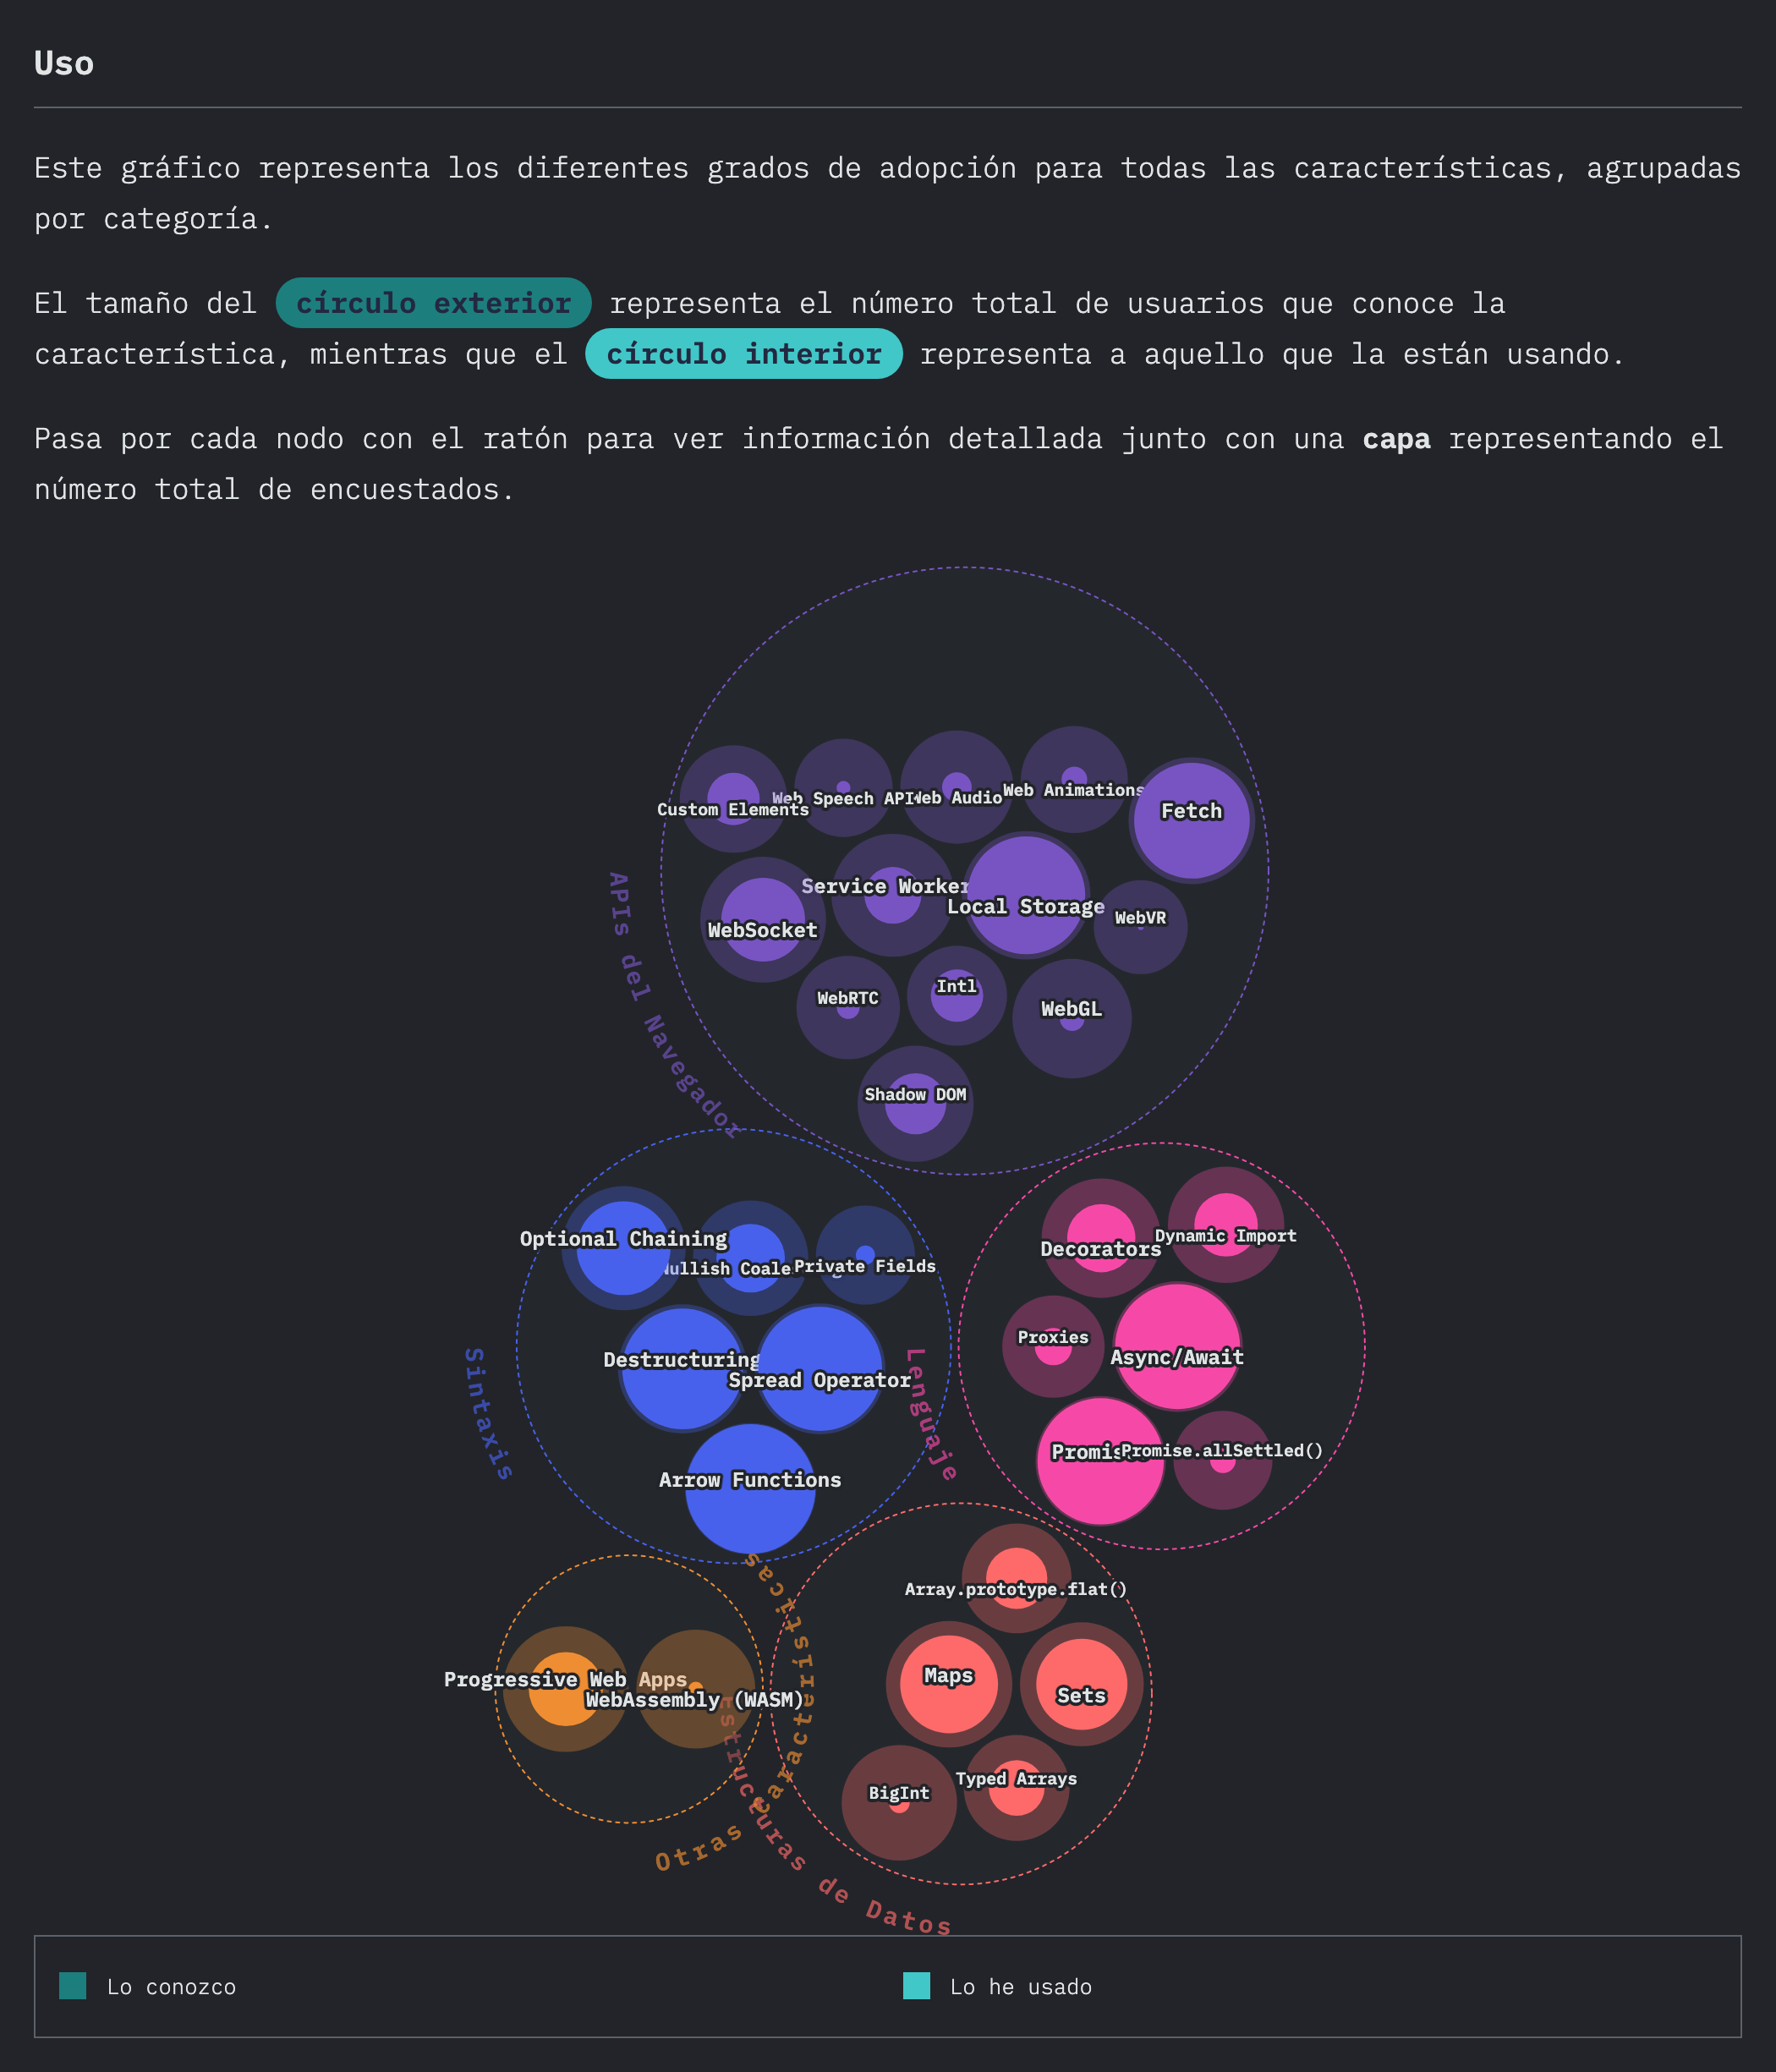 Uso
Este gráfico representa los diferentes grados de adopción para todas las características, agrupadas
por categoría.
El tamaño del círculo exterior representa el número total de usuarios que conoce la
característica, mientras que el círculo interior representa a aquello que la están usando.
Pasa por cada nodo con el ratón para ver información detallada junto con una capa representando el
número total de encuestados.
APIs del Navegador
Custom Elements
Web Speech API
Web Audio
Web Animations
Fetch
WebSocket
Service Worker
Local Storage
WebVR
WebRTC
Intl
WebGL
Shadow DOM
Sintaxis
Optional Chaining
Private Fields
Destructuring
Spread Operator
Arrow Functions
Lenguaje
Decorators
Dynamic Import
Proxies
Async/Await
Promise.allSettled()
Estructuras de Datos
Array.prototype.flat()
Maps
Sets
BigInt
Typed Arrays
Otras características
Progressive Web Apps
WebAssembly (WASM)
Lo conozco
Lo he usado